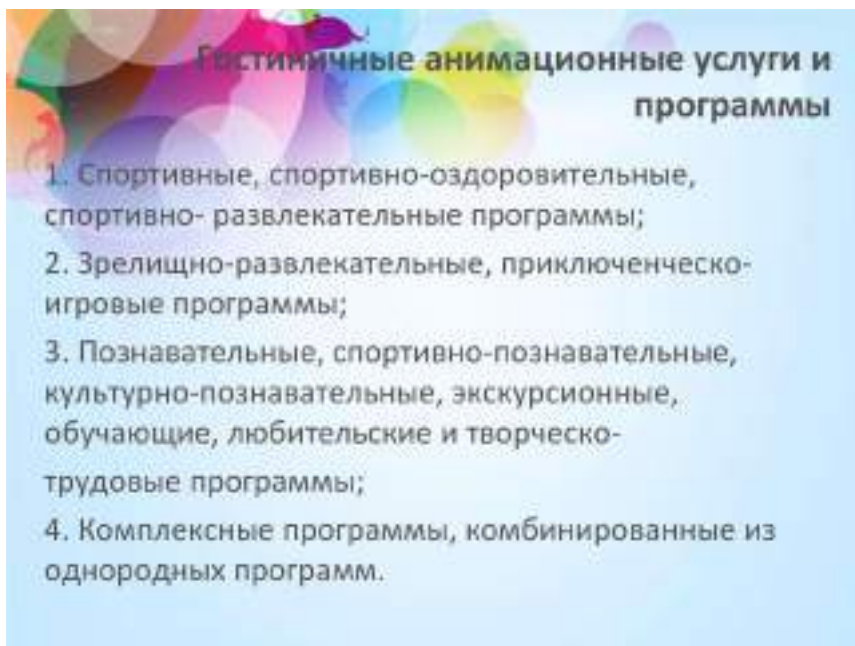 Гостиничные анимационные услуги и
программы
1. Спортивные, спортивно-оздоровительные,
спортивно- развлекательные программы;
2. Зрелищно-развлекательные, приключенческо-
игровые программы;
3. Познавательные, спортивно-познавательные,
культурно-познавательные, экскурсионные,
обучающие, любительские и творческо-
трудовые программы;
4. Комплексные программы, комбинированные из
однородных программ.